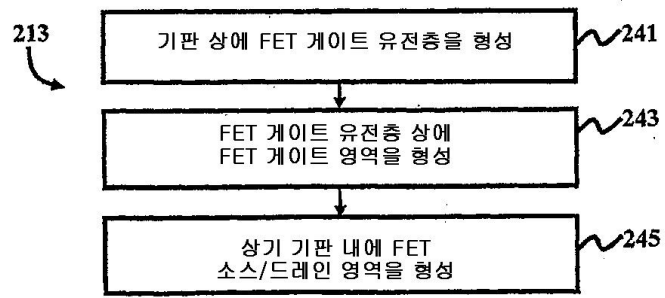 213
기판 상에 FET 게이트 유전층을 형성
241
FET 게이트 유전층 상에
FET 게이트 영역을 형성
243
상기 기판 내에 FET
소스/드레인 영역을 형성
245